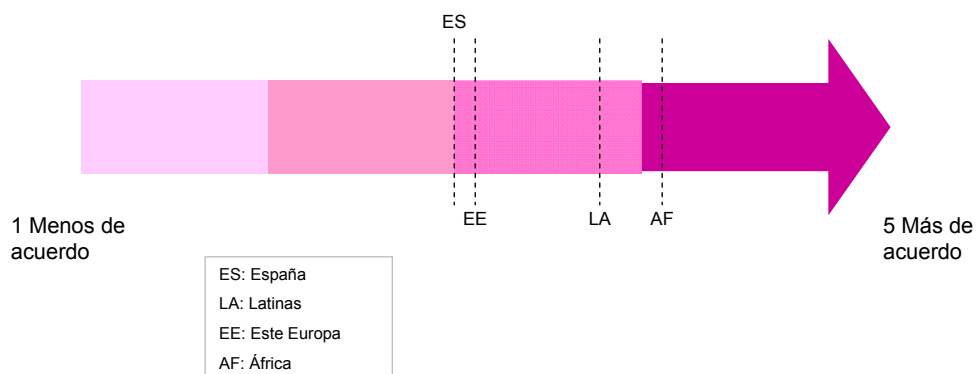 ES
EE
LA
AF
1 Menos de
acuerdo
5 Más de
acuerdo
ES: España
LA: Latinas
EE: Este Europa
AF: África